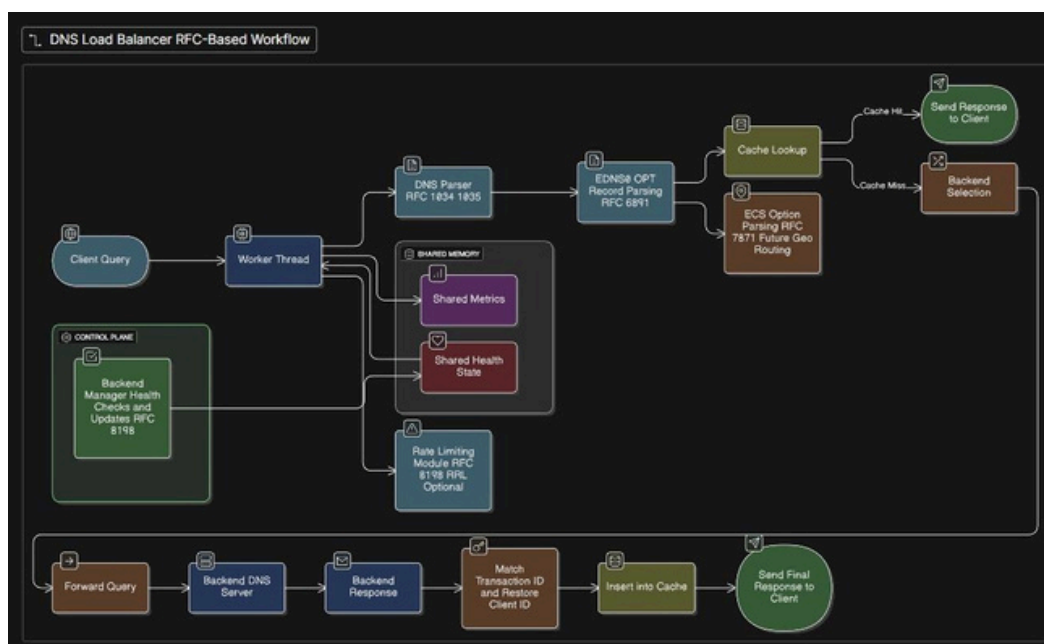 DNS Load Balancer RFC-Based Workflow
Send Response
to Client
Cache Hit
Cache Lookup
Cache Miss
Backend
Selection
DNS Parser
RFC 1034 1035
EDNS0 OPT
Record Parsing
RFC 6891
ECS Option
Parsing RFC
7871 Future Geo
Routing
Client Query
Worker Thread
SHARED MEMORY
Shared Metrics
Shared Health
State
CONTROL PLANE
Backend
Manager Health
Checks and
Updates RFC
8198
Rate Limiting
Module RFC
8198 RRL
Optional
Forward Query
Backend DNS
Server
Backend
Response
Match
Transaction ID
and Restore
Client ID
Insert into Cache
Send Final
Response to
Client